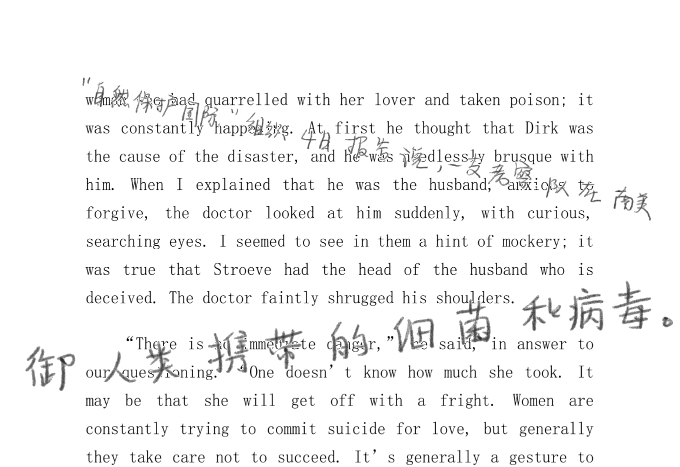 "自然保护国际"组织4日报告说,一支考察队在南美
woman. She had quarrelled with her lover and taken poison; it
was constantly happening. At first he thought that Dirk was
the cause of the disaster, and he was needlessly brusque with
him. When I explained that he was the husband, anxious to
forgive, the doctor looked at him suddenly, with curious,
searching eyes. I seemed to see in them a hint of mockery; it
was true that Stroeve had the head of the husband who is
deceived. The doctor faintly shrugged his shoulders.
御人类携带的细菌和病毒。
“There is no immediate danger,” he said, in answer to
our questioning. “One doesn’t know how much she took. It
may be that she will get off with a fright. Women are
constantly trying to commit suicide for love, but generally
they take care not to succeed. It’s generally a gesture to